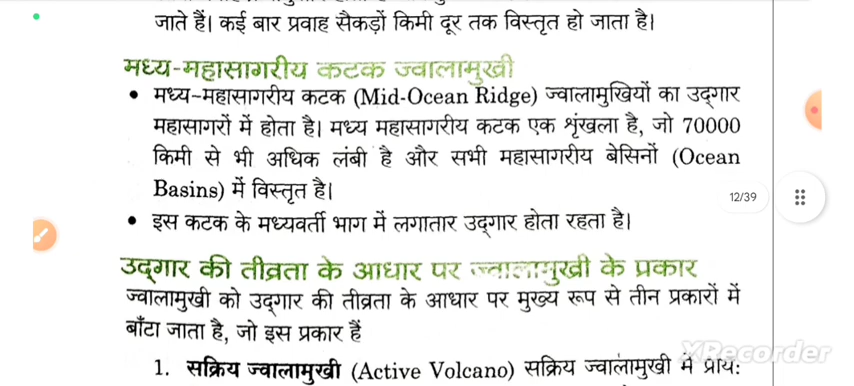 जाते हैं। कई बार प्रवाह सैकड़ों किमी दूर तक विस्तृत हो जाता है।
मध्य-महासागरीय कटक ज्वालामुखी
• मध्य-महासागरीय कटक (Mid-Ocean Ridge) ज्वालामुखियों का उद्गार
महासागरों में होता है। मध्य महासागरीय कटक एक शृंखला है, जो 70000
किमी से भी अधिक लंबी है और सभी महासागरीय बेसिनों (Ocean
Basins) में विस्तृत है।
12/39
• इस कटक के मध्यवर्ती भाग में लगातार उद्गार होता रहता है।
उद्गार की तीव्रता के आधार पर ज्वालामुखी के प्रकार
ज्वालामुखी को उद्गार की तीव्रता के आधार पर मुख्य रूप से तीन प्रकारों में
बाँटा जाता है, जो इस प्रकार हैं
XRecorder
1. सक्रिय ज्वालामुखी (Active Volcano) सक्रिय ज्वालामुखी में प्राय: